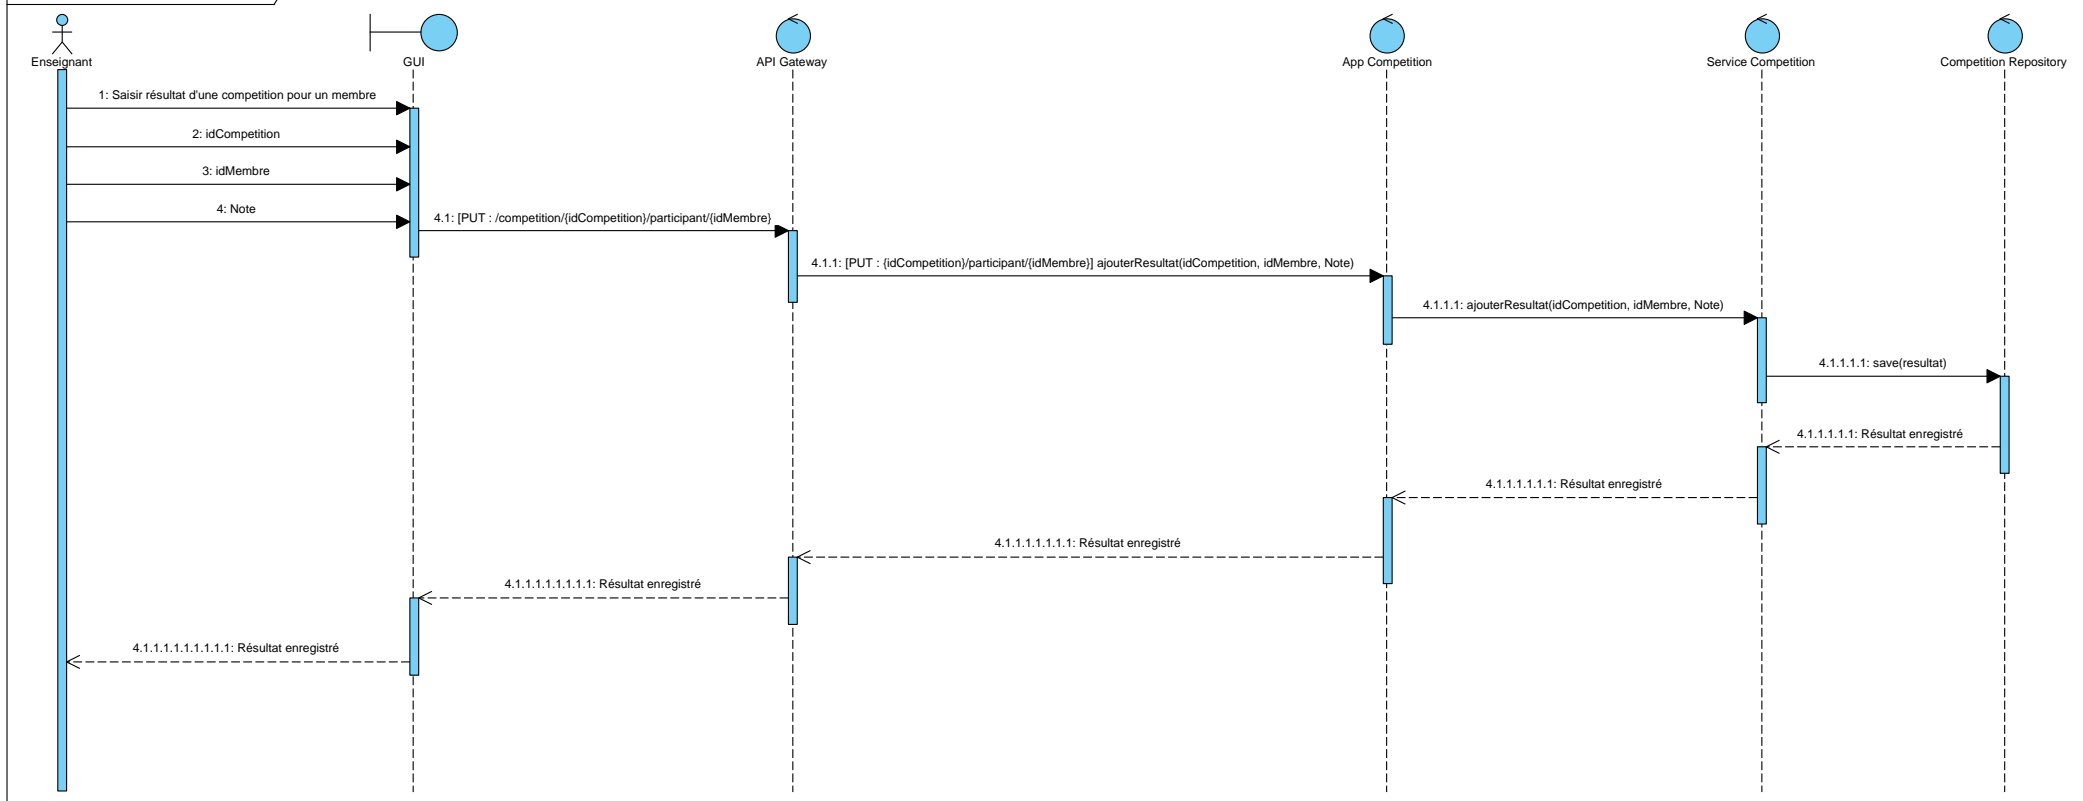 Enseignant
GUI
API Gateway
App Competition
Service Competition
Competition Repository
1: Saisir résultat d'une competition pour un membre
2: idCompetition
3: idMembre
4: Note
4.1: [PUT : /competition/{idCompetition}/participant/{idMembre}
4.1.1: [PUT : {idCompetition}/participant/{idMembre}] ajouterResultat(idCompetition, idMembre, Note)
4.1.1.1: ajouterResultat(idCompetition, idMembre, Note)
4.1.1.1.1: save(resultat)
4.1.1.1.1.1: Résultat enregistré
4.1.1.1.1.1.1: Résultat enregistré
4.1.1.1.1.1.1.1: Résultat enregistré
4.1.1.1.1.1.1.1.1: Résultat enregistré
4.1.1.1.1.1.1.1.1.1: Résultat enregistré